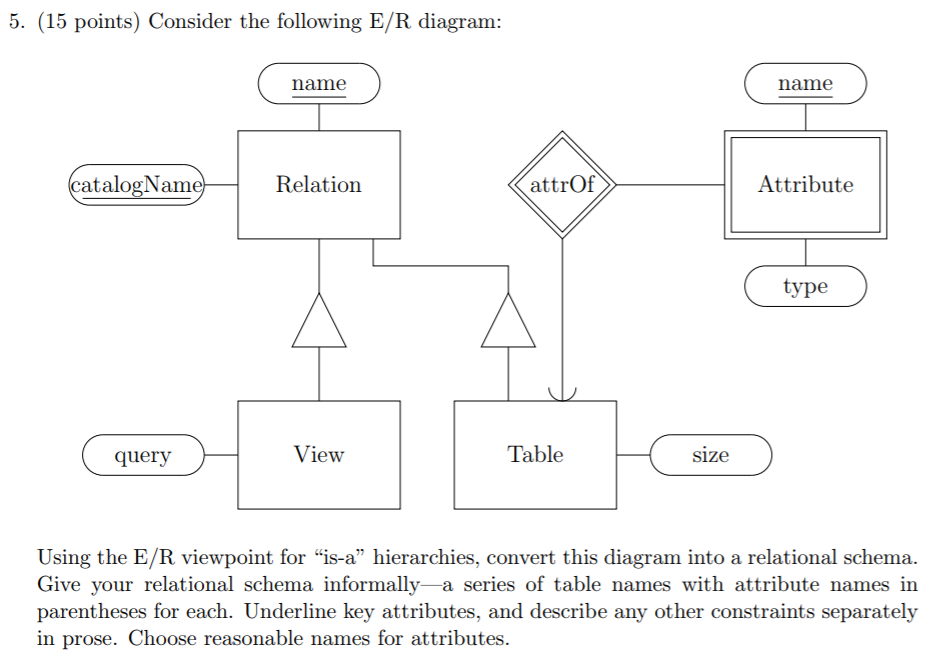 5. (15 points) Consider the following E/R diagram:
name
name
catalogName
Relation
attrOf
Attribute
type
query
View
Table
size
Using the E/R viewpoint for “is-a” hierarchies, convert this diagram into a relational schema.
Give your relational schema informally—a series of table names with attribute names in
parentheses for each. Underline key attributes, and describe any other constraints separately
in prose. Choose reasonable names for attributes.